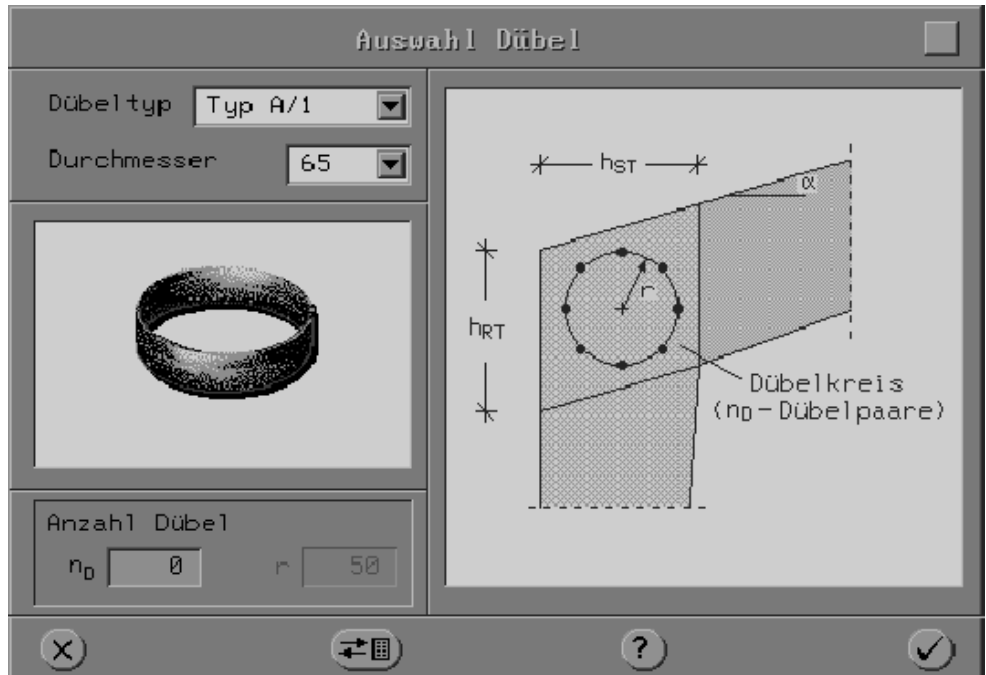 Auswahl Dübel
Dübeltyp Typ A/1
Durchmesser 65
Anzahl Dübel
nD 0 r 50
hST
α
r
hRT
Dübelkreis
(nD-Dübelpaare)
?